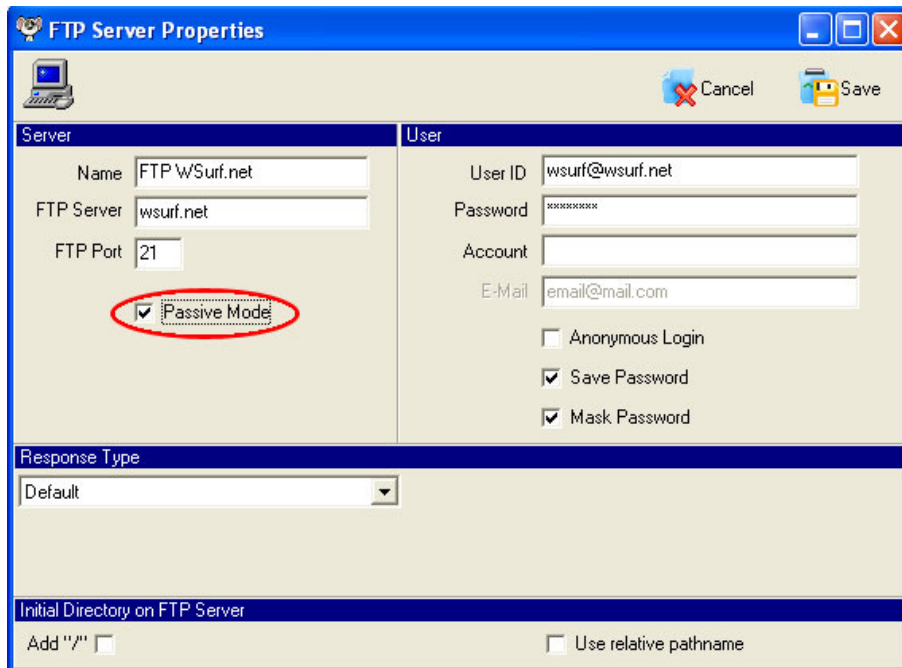 FTP Server Properties
Cancel
Save
Server
Name
FTP WSurf.net
FTP Server
wsurf.net
FTP Port
21
Passive Mode
User
User ID
wsurf@wsurf.net
Password
××××××××
Account
E-Mail
email@mail.com
Anonymous Login
Save Password
Mask Password
Response Type
Default
Initial Directory on FTP Server
Add "/"
Use relative pathname